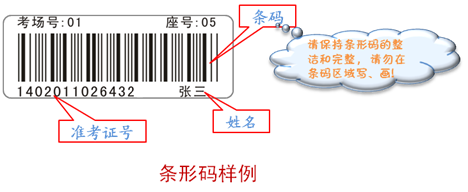 考场号:01 座号:05
条码
请保持条形码的整
洁和完整，请勿在
条码区域写、画!
1402011026432 张三
准考证号
姓名
条形码样例